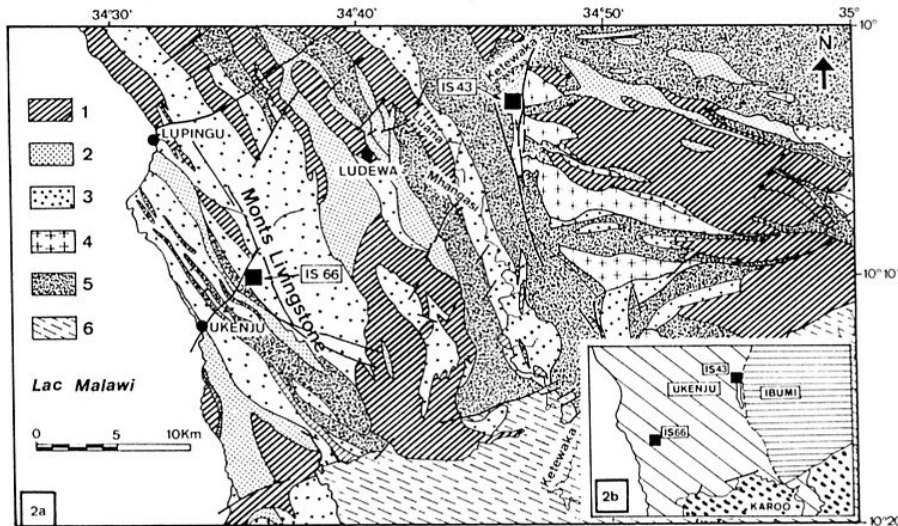 34°30' 34°40' 34°50' 35°
10°
N
Ketewaka
IS 43
1
LUPINGU
2
LUDEWA
3
Mhangasi
4
Monts Livingstone
5
IS 66
10°10'
6
UKENJU
Lac Malawi
0 5 10Km
Ketewaka
IS43
UKENJU
IBUMI
IS66
2a
2b
KAROO
10°20'